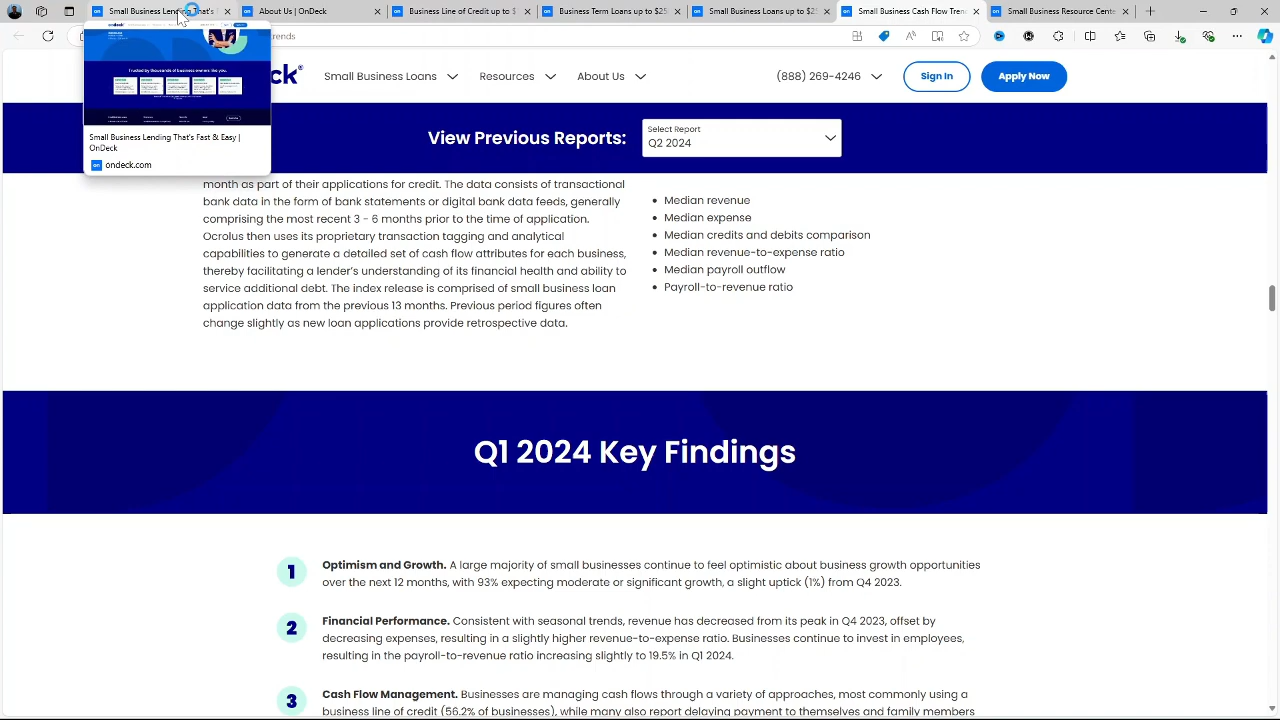 Small Business Lending That's
About Us | OnDeck
Business Line of Credit up to $
Business Term Loans up to $25
Small Business Loans
Small Business Cash Flow Trend
Small Business Resource Center
trends
deck®
Small Business Loans
Resources
(888) 2
Sign In
Apply Now
View Previous Reports:
Select Report
Q2 2024
Small Business Lending That's Fast & Easy |
OnDeck
ondeck.com
Trusted by thousands of business owners like you.
month as part of their applications for credit. The data consists of transactional
bank data in the form of bank statements or digital bank data feeds, generally
comprising the most recent 3 - 6 months prior to the time of application.
Ocrolus then uses its proprietary transaction tagging and analytical
capabilities to generate a detailed set of cash flow attributes for each business,
thereby facilitating a lender's understanding of its financial health and ability to
service additional debt. The index release is comprised of small business loan
application data from the previous 13 months. Previous period figures often
change slightly as new loan applications provide retrospective data.
• Median revenue
• Median expense
• Median credits and debits comparison
• Median revenue-to-expense ratio
• Median payroll outflow
• Payroll-to-revenue ratio
Q1 2024 Key Findings
1 Optimism and Growth. A large majority of small businesses continue to feel optimistic about business growth opportunities
over the next 12 months, with 93% expecting moderate or significant growth, a slight uptick (1%) from Q4 2023.
2 Financial Performance. Consistent with seasonal trends, revenue has decreased from its peak in Q4 2023, offset by
decreasing expenses, resulting in a slightly higher revenue-to-expense ratio. Businesses continue to invest in employees,
resulting in the payroll-to-revenue ratio increasing slightly to 19.5% in Q1 2024.
3 Cash Flow Management. Businesses are managing cash flows through a variety of approaches, most commonly using a
business line of credit (56.2% of businesses), while many also report delaying payment to themselves and family members